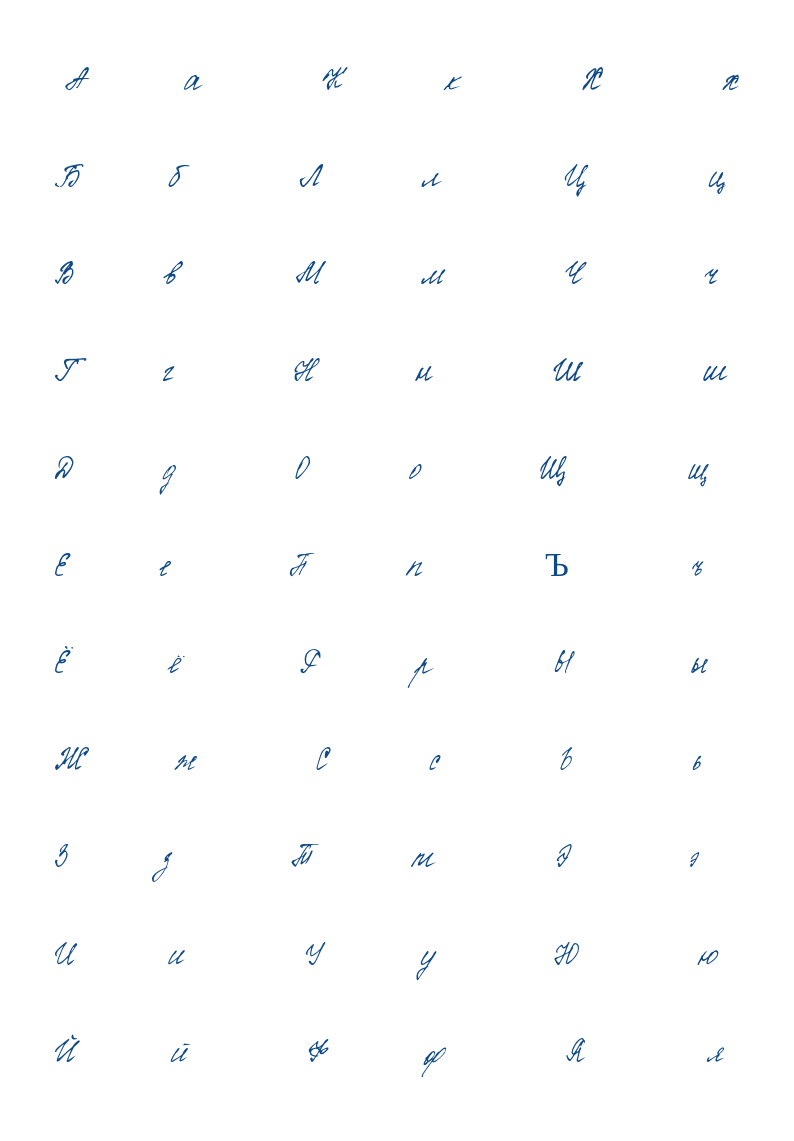 А а К к Х х
Б б Л л Ц ц
В в М м Ч ч
Г г Н н Ш ш
Д д О о Щ щ
Е е П п Ъ ъ
Ё ё Р р Ы ы
Ж ж С с Ь ь
З з Т т Э э
И и У у Ю ю
Й й Ф ф Я я